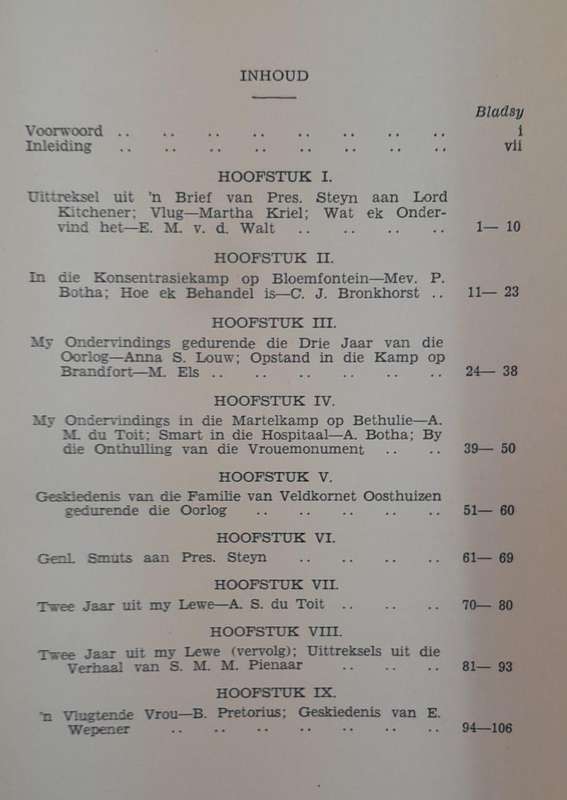 INHOUD
Bladsy
Voorwoord .. .. .. .. .. .. .. .. i
Inleiding .. .. .. .. .. .. .. .. vii
HOOFSTUK I.
Uittreksel uit 'n Brief van Pres. Steyn aan Lord
Kitchener; Vlug—Martha Kriel; Wat ek Onder-
vind het—E. M. v. d. Walt .. .. .. .. 1— 10
HOOFSTUK II.
In die Konsentrasiekamp op Bloemfontein—Mev. P.
Botha; Hoe ek Behandel is—C. J. Bronkhorst .. 11— 23
HOOFSTUK III.
My Ondervindings gedurende die Drie Jaar van die
Oorlog—Anna S. Louw; Opstand in die Kamp op
Brandfort—M. Els .. .. .. .. .. .. 24— 38
HOOFSTUK IV.
My Ondervindings in die Martelkamp op Bethulie—A.
M. du Toit; Smart in die Hospitaal—A. Botha; By
die Onthulling van die Vrouemonument .. .. 39— 50
HOOFSTUK V.
Geskiedenis van die Familie van Veldkornet Oosthuizen
gedurende die Oorlog .. .. .. .. .. 51— 60
HOOFSTUK VI.
Genl. Smuts aan Pres. Steyn .. .. .. .. 61— 69
HOOFSTUK VII.
Twee Jaar uit my Lewe—A. S. du Toit .. .. .. 70— 80
HOOFSTUK VIII.
Twee Jaar uit my Lewe (vervolg); Uittreksels uit die
Verhaal van S. M. M. Pienaar .. .. .. 81— 93
HOOFSTUK IX.
'n Vlugtende Vrou—B. Pretorius; Geskiedenis van E.
Wepener .. .. .. .. .. .. .. 94—106